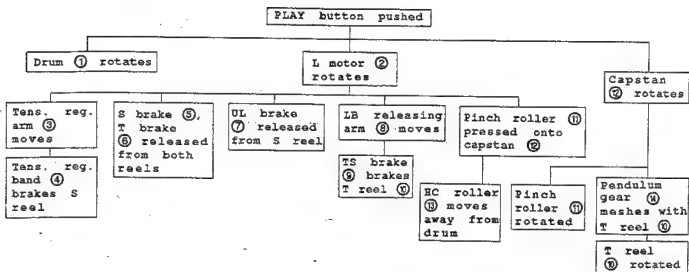 PLAY button pushed
Drum ① rotates
L motor ②
rotates
Capstan
⑫ rotates
Tens. reg.
arm ③
moves
S brake ⑤,
T brake
⑥ released
from both
reels
UL brake
⑦ released
from S reel
LB releasing
arm ⑧ moves
Pinch roller ⑪
pressed onto
capstan ⑫
Tens. reg.
band ④
brakes S
reel
TS brake
⑨ brakes
T reel ⑩
HC roller
⑬ moves
away from
drum
Pinch
roller ⑪
rotated
Pendulum
gear ⑭
meshes with
T reel ⑩
T reel
⑩ rotated